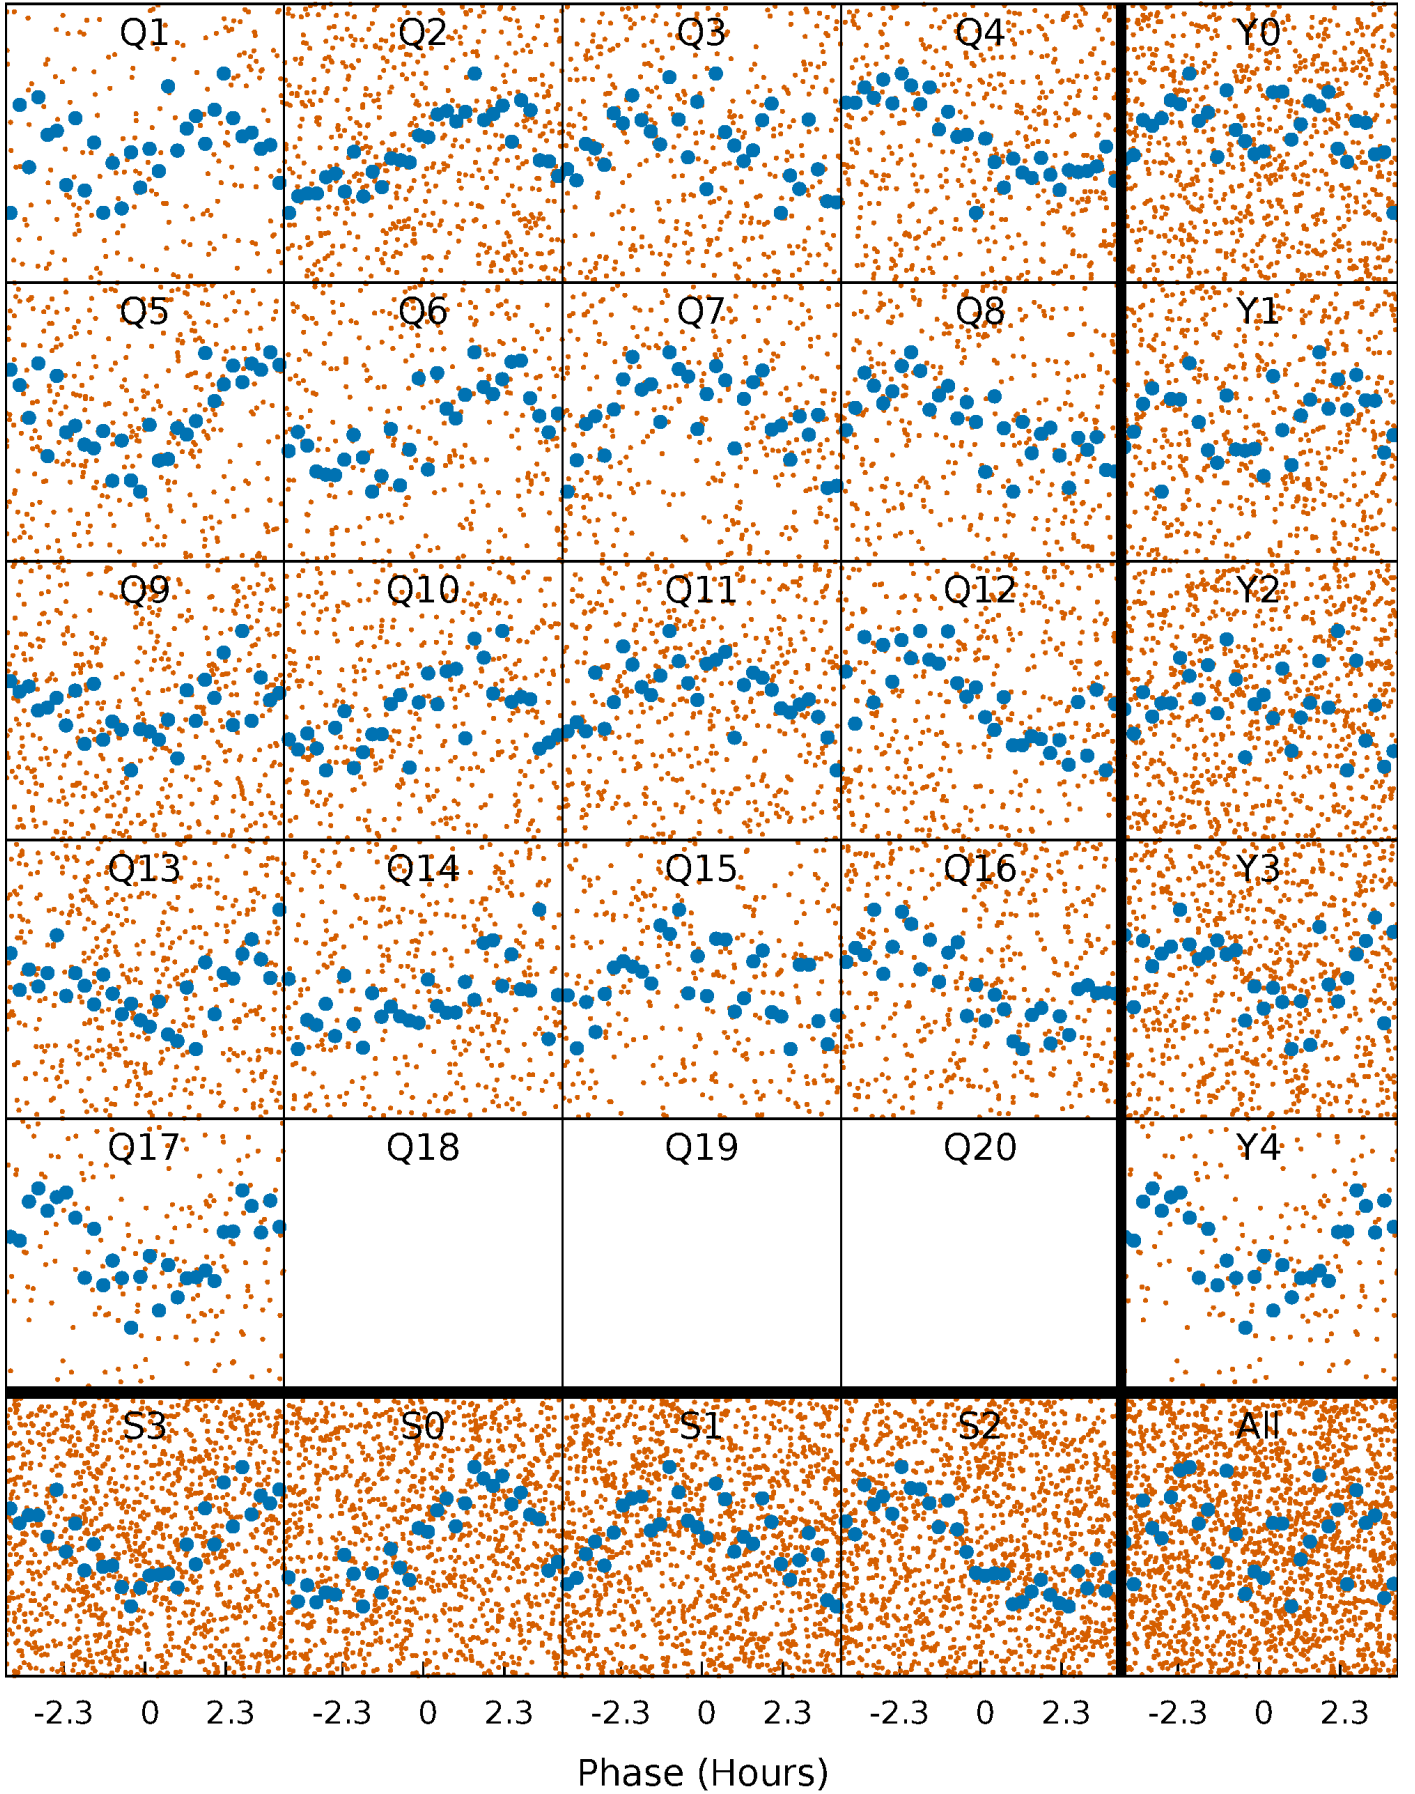 Q1 Q2 Q3 Q4 Y0
Q5 Q6 Q7 Q8 Y1
Q9 Q10 Q11 Q12 Y2
Q13 Q14 Q15 Q16 Y3
Q17 Q18 Q19 Q20 Y4
S3 S0 S1 S2 All
-2.3 0 2.3 -2.3 0 2.3 -2.3 0 2.3 -2.3 0 2.3 -2.3 0 2.3
Phase (Hours)